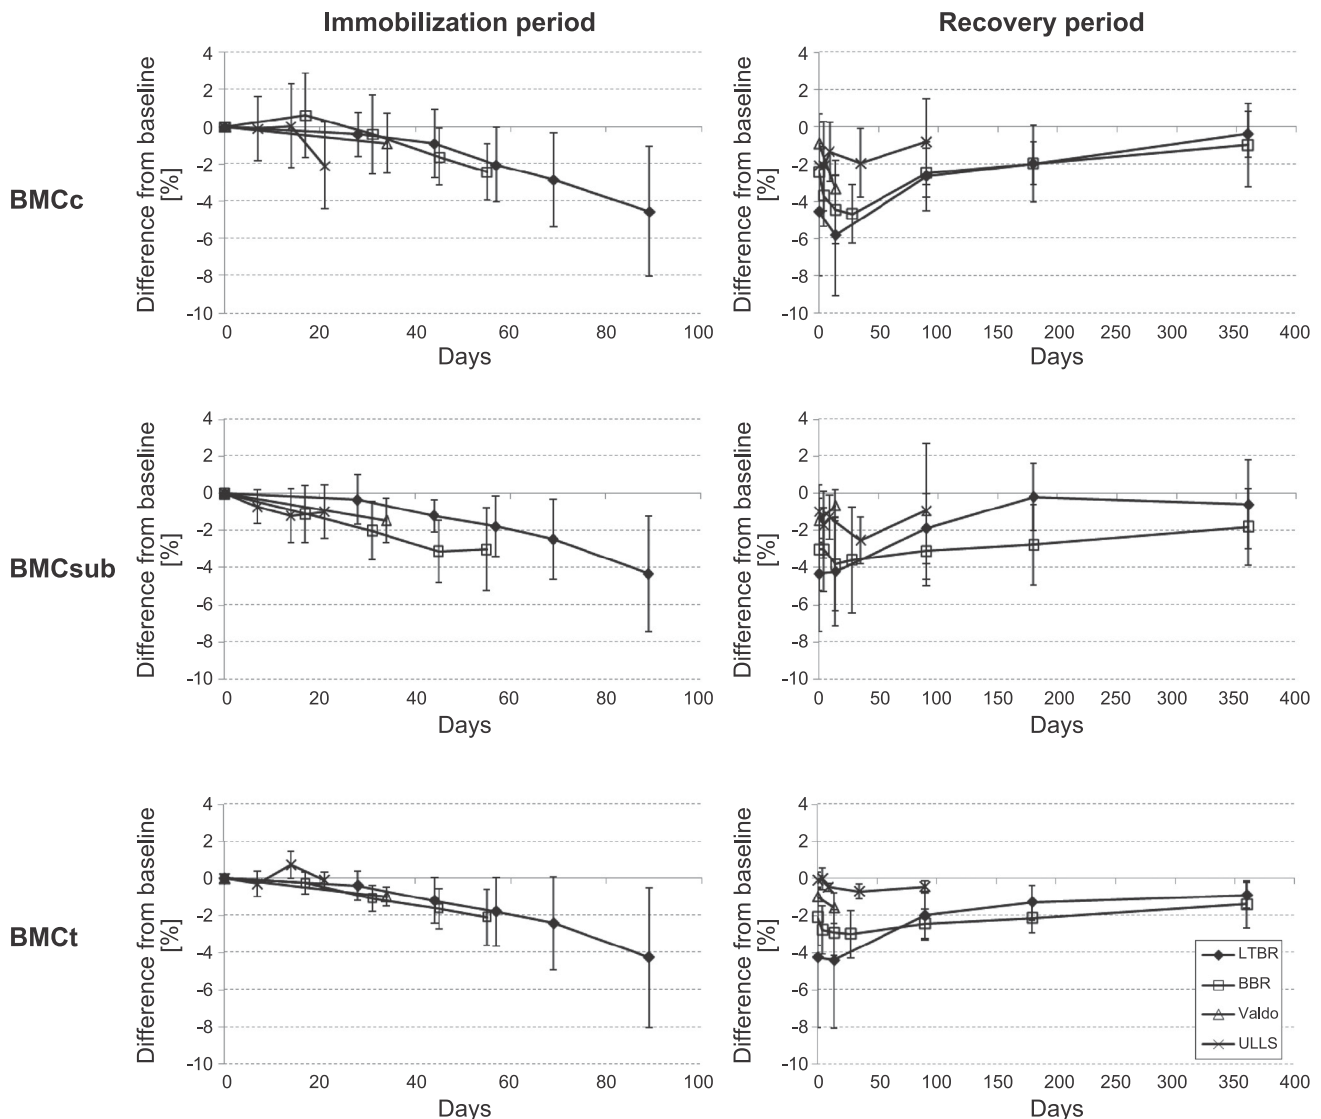 Immobilization period
Recovery period
BMCc
Difference from baseline
[%]
4
2
0
-2
-4
-6
-8
-10
0 20 40 60 80 100
Days
Difference from baseline
[%]
4
2
0
-2
-4
-6
-8
-10
0 50 100 150 200 250 300 350 400
Days
BMCsub
Difference from baseline
[%]
4
2
0
-2
-4
-6
-8
-10
0 20 40 60 80 100
Days
Difference from baseline
[%]
4
2
0
-2
-4
-6
-8
-10
0 50 100 150 200 250 300 350 400
Days
BMCt
Difference from baseline
[%]
4
2
0
-2
-4
-6
-8
-10
0 20 40 60 80 100
Days
Difference from baseline
[%]
4
2
0
-2
-4
-6
-8
-10
0 50 100 150 200 250 300 350 400
Days
LTBR
BBR
Valdo
ULLS